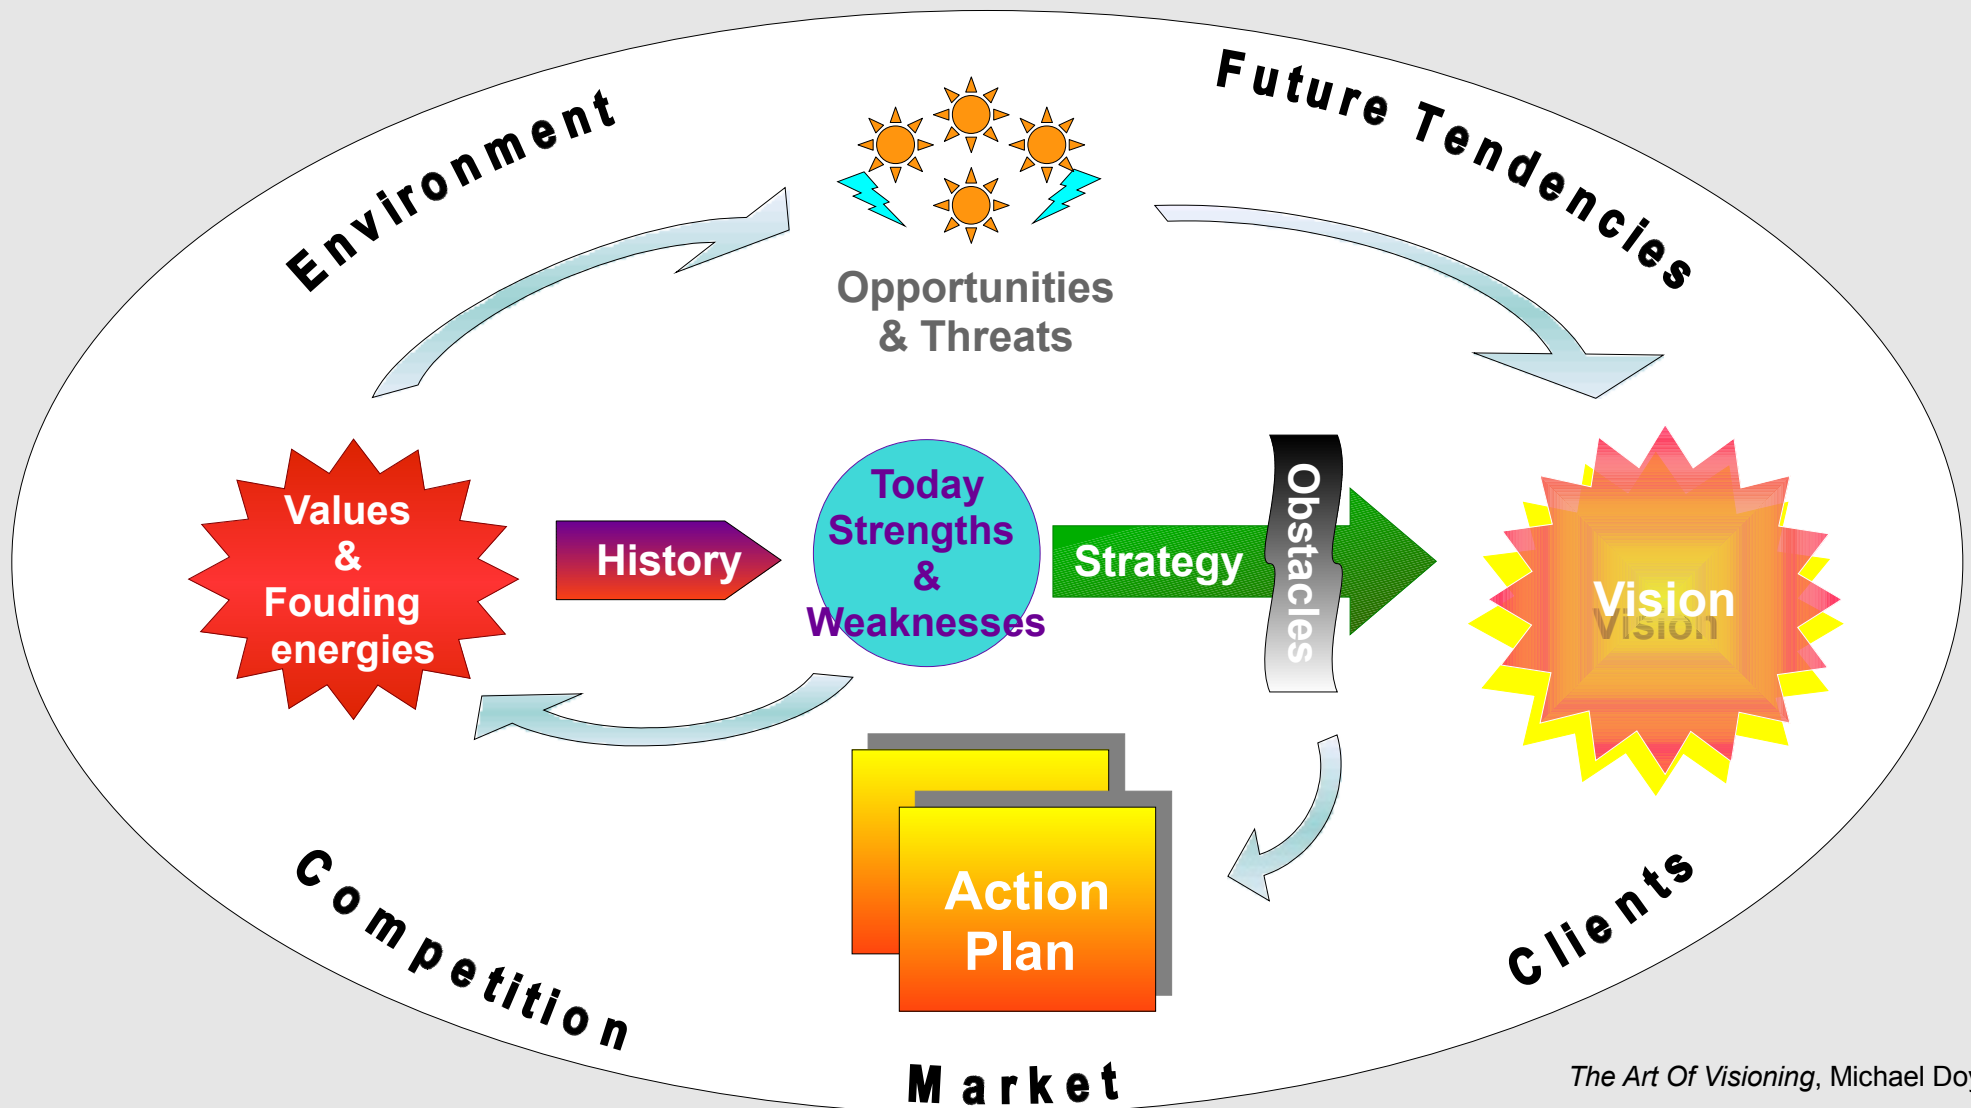 Environment
Future Tendencies
Opportunities
& Threats
Values
&
Fouding
energies
History
Today
Strengths
&
Weaknesses
Strategy
Obstacles
Vision
Vision
Action
Plan
Competition
Market
Clients
The Art Of Visioning, Michael